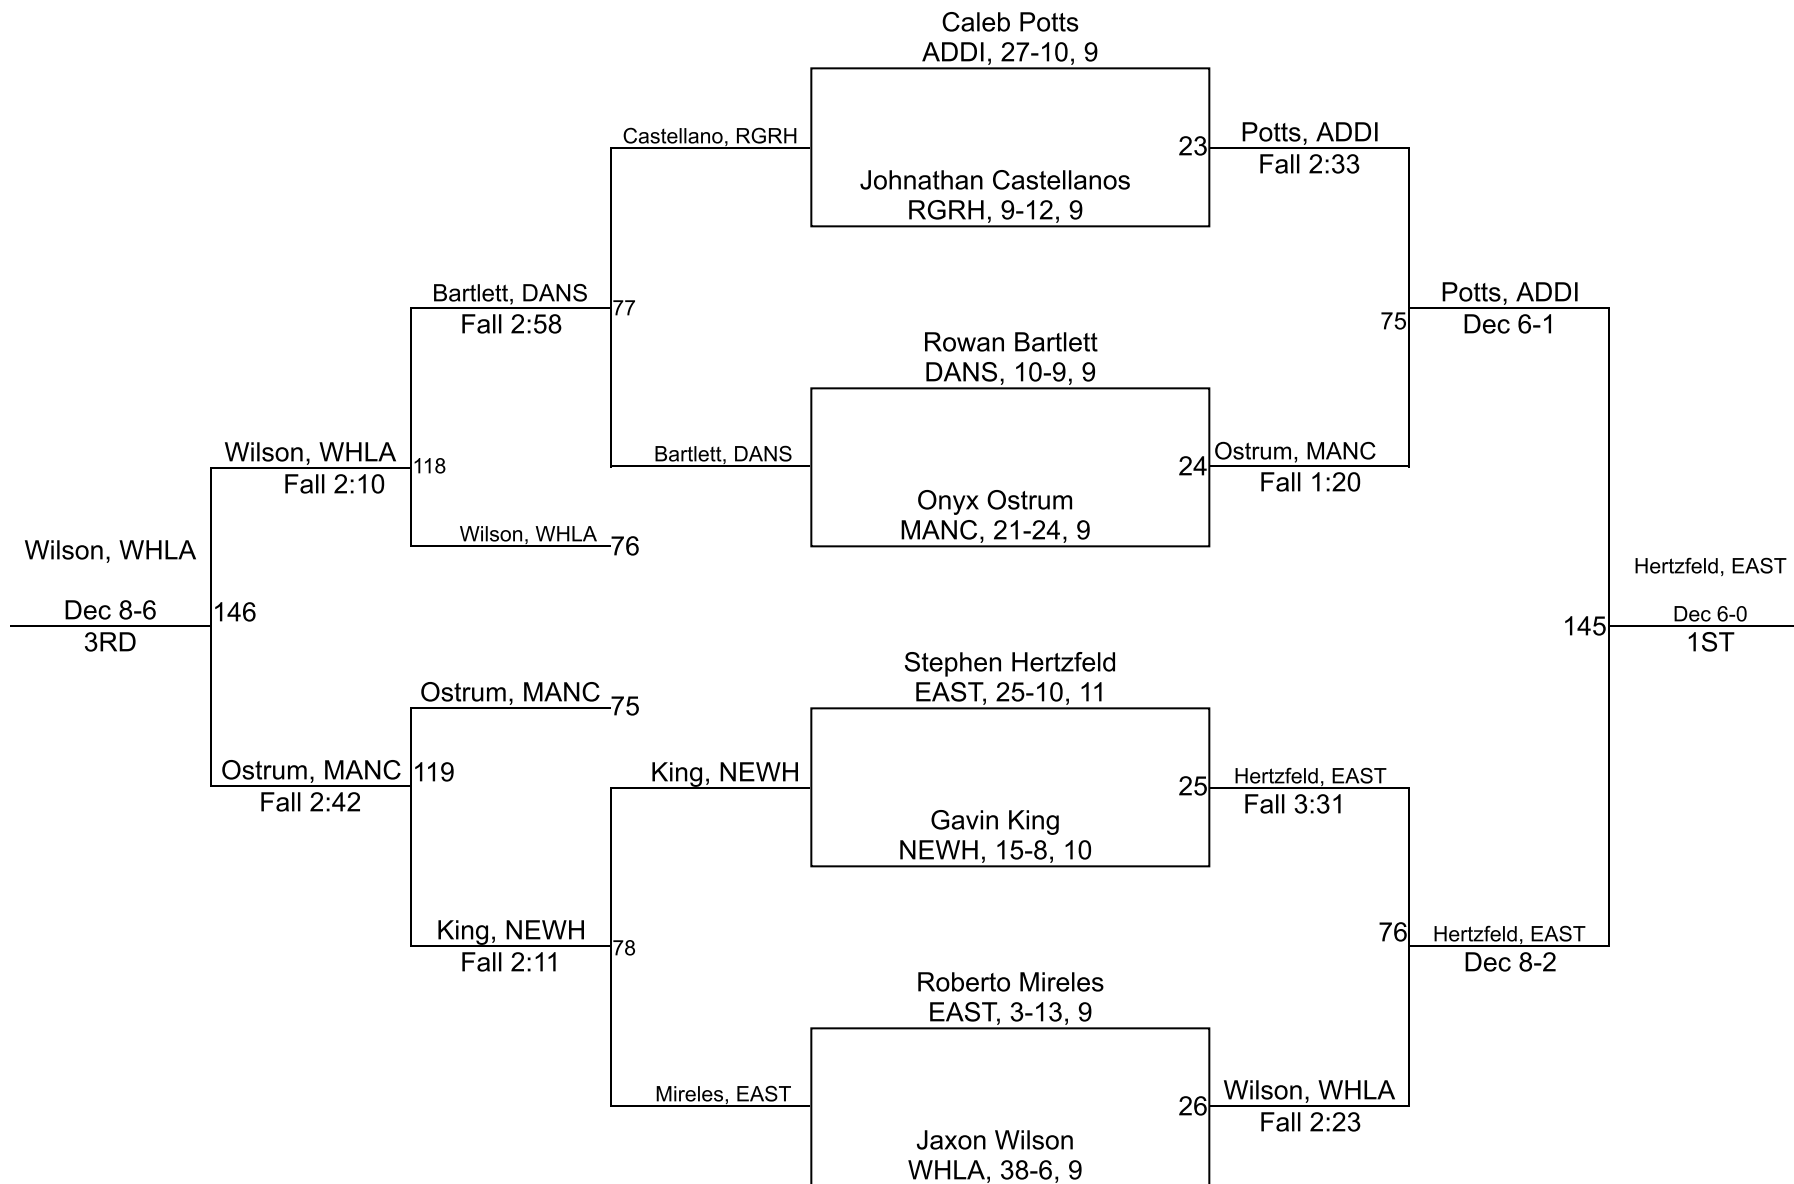 Caleb Potts
ADDI, 27-10, 9
Castellano, RGRH
23
Potts, ADDI
Fall 2:33
Johnathan Castellanos
RGRH, 9-12, 9
Bartlett, DANS
Fall 2:58
77
75
Potts, ADDI
Dec 6-1
Rowan Bartlett
DANS, 10-9, 9
Wilson, WHLA
Fall 2:10
118
Bartlett, DANS
24
Ostrum, MANC
Fall 1:20
Onyx Ostrum
MANC, 21-24, 9
Wilson, WHLA
76
Wilson, WHLA
Dec 8-6
3RD
146
Hertzfeld, EAST
Dec 6-0
1ST
145
Stephen Hertzfeld
EAST, 25-10, 11
Ostrum, MANC
75
Ostrum, MANC
Fall 2:42
119
King, NEWH
25
Hertzfeld, EAST
Fall 3:31
Gavin King
NEWH, 15-8, 10
King, NEWH
Fall 2:11
78
76
Hertzfeld, EAST
Dec 8-2
Roberto Mireles
EAST, 3-13, 9
Mireles, EAST
26
Wilson, WHLA
Fall 2:23
Jaxon Wilson
WHLA, 38-6, 9